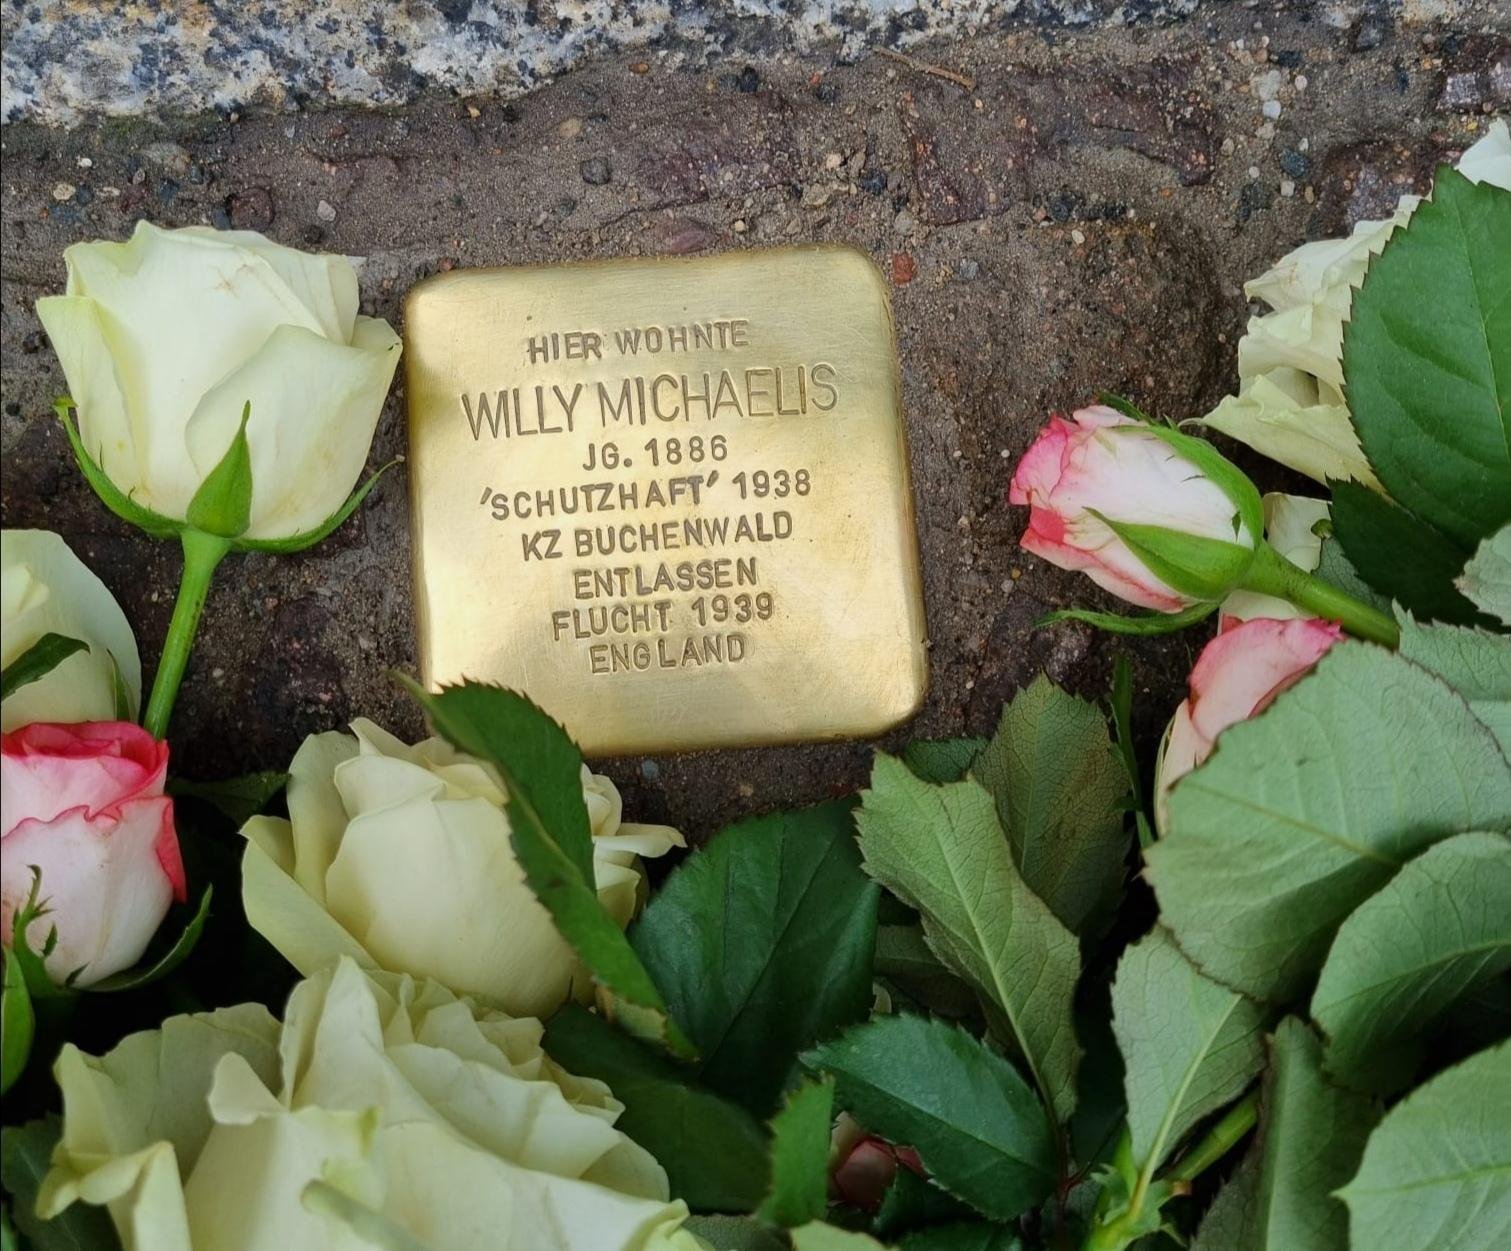 HIER WOHNTE
WILLY MICHAELIS
JG. 1886
'SCHUTZHAFT' 1938
KZ BUCHENWALD
ENTLASSEN
FLUCHT 1939
ENGLAND